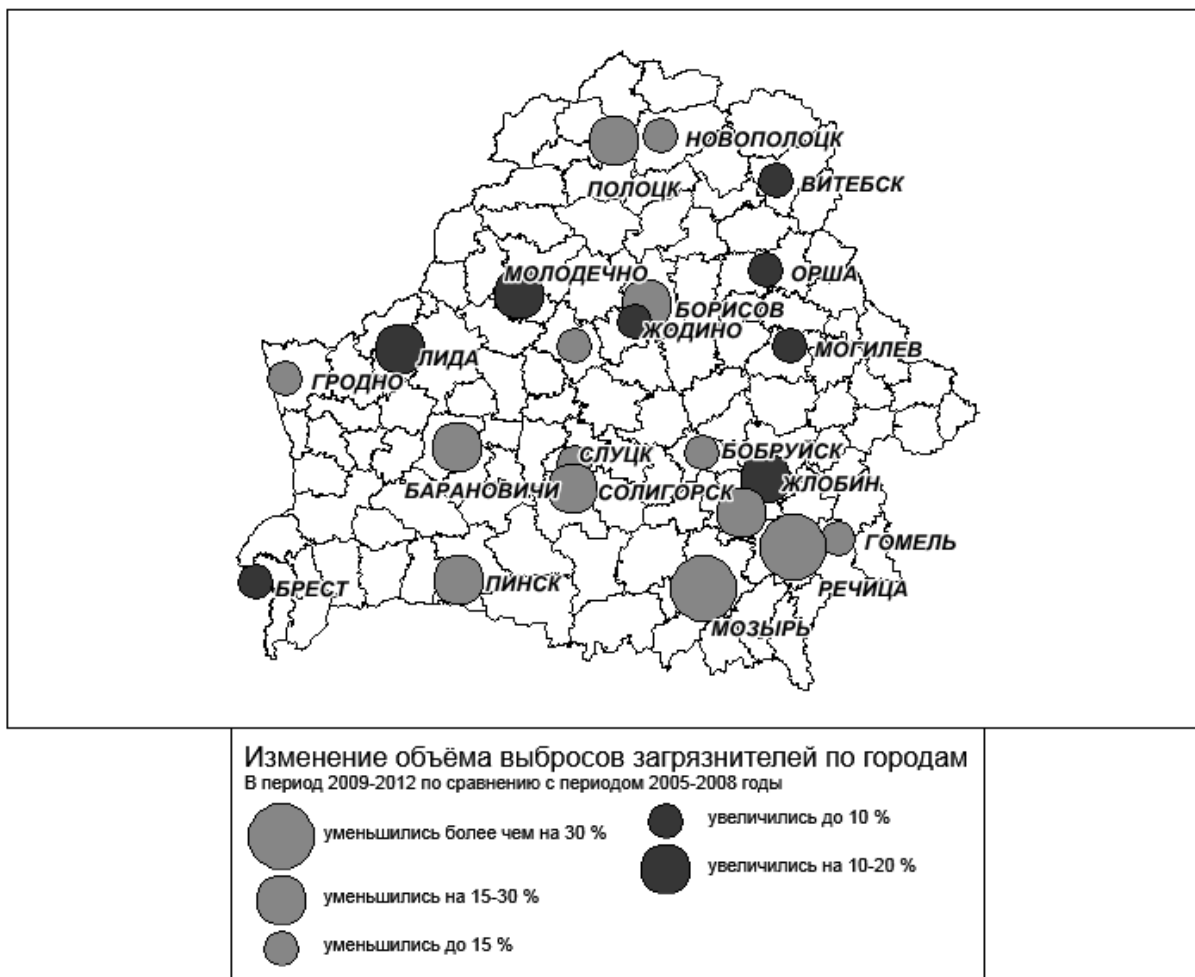 НОВОПОЛОЦК
ПОЛОЦК
ВИТЕБСК
МОЛОДЕЧНО
ОРША
БОРИСОВ
ЖОДИНО
ЛИДА
МОГИЛЕВ
ГРОДНО
СЛУЦК
БОБРУЙСК
БАРАНОВИЧИ
СОЛИГОРСК
ЖЛОБИН
ГОМЕЛЬ
БРЕСТ
ПИНСК
РЕЧИЦА
МОЗЫРЬ
Изменение объёма выбросов загрязнителей по городам
В период 2009-2012 по сравнению с периодом 2005-2008 годы
уменьшились более чем на 30 %
уменьшились на 15-30 %
уменьшились до 15 %
увеличились до 10 %
увеличились на 10-20 %